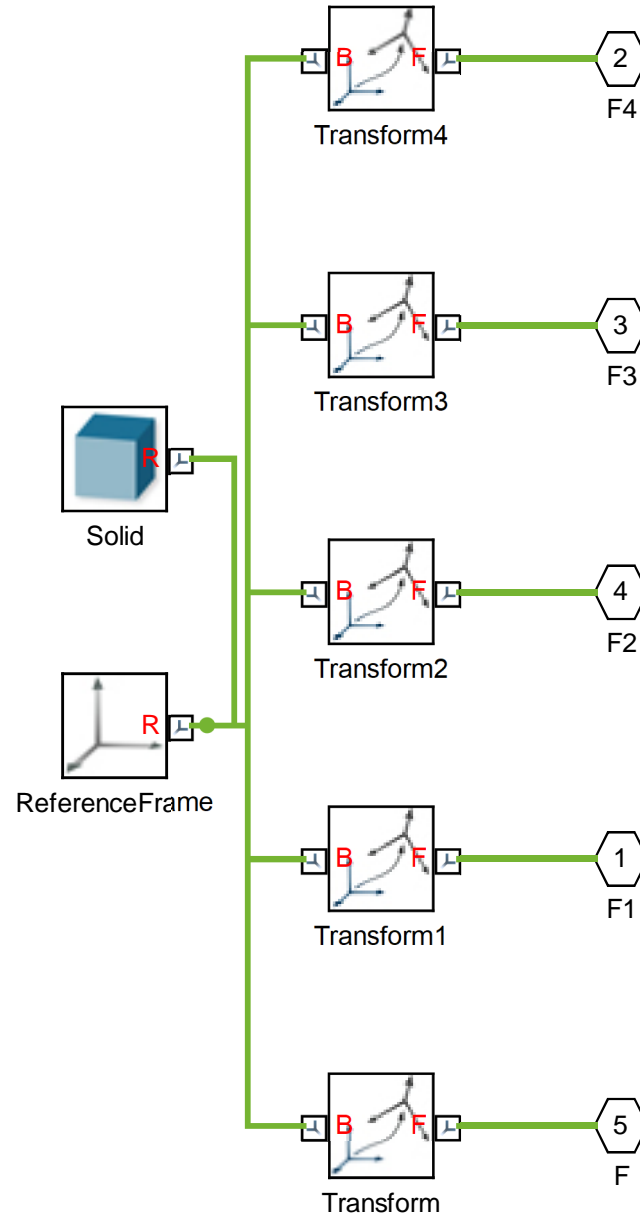 B F
2
Transform4
F4
B F
3
Transform3
F3
R
Solid
B F
4
Transform2
F2
R
ReferenceFrame
B F
1
Transform1
F1
B F
5
Transform
F